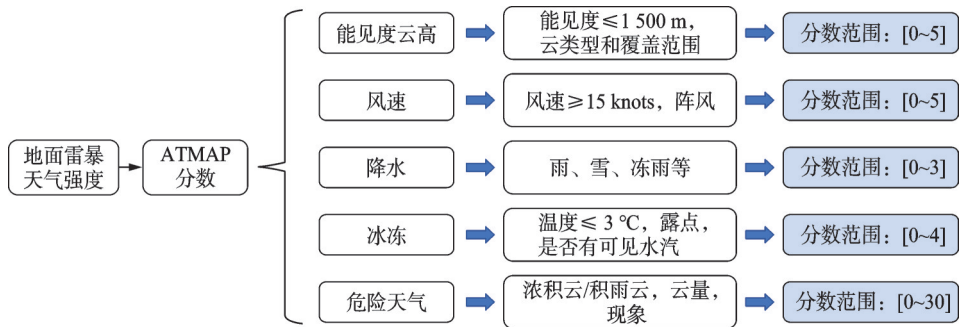 地面雷暴
天气强度
ATMAP
分数
能见度云高
能见度≤1 500 m,
云类型和覆盖范围
分数范围：[0~5]
风速
风速≥15 knots，阵风
分数范围：[0~5]
降水
雨、雪、冻雨等
分数范围：[0~3]
冰冻
温度≤ 3 ℃，露点，
是否有可见水汽
分数范围：[0~4]
危险天气
浓积云/积雨云，云量，
现象
分数范围：[0~30]